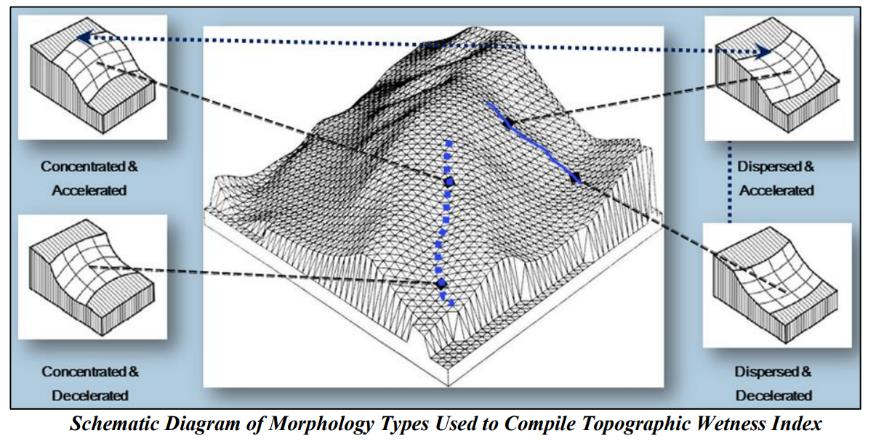 Concentrated &
Accelerated
Dispersed &
Accelerated
Concentrated &
Decelerated
Dispersed &
Decelerated
Schematic Diagram of Morphology Types Used to Compile Topographic Wetness Index